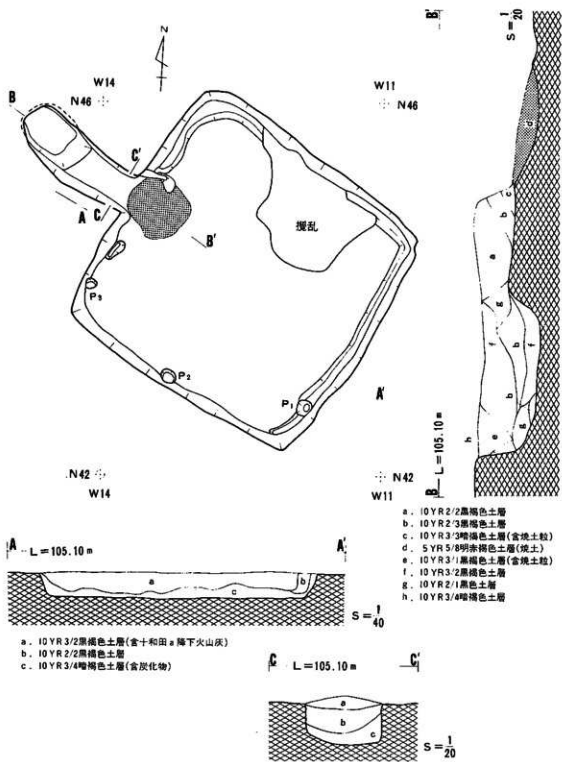 N
W14
N46
W11
N46
B
C'
A
C
B'
攪乱
P3
P2
P1
A'
N42
W14
N42
W11
B'
S=1/20
d
c
b
a
g
f
b
f
b
g
h
e
B
L=105.10m
a. 10YR2/2黒褐色土層
b. 10YR2/3黒褐色土層
c. 10YR3/3暗褐色土層(含焼土粒)
d. 5YR5/8明赤褐色土層(焼土)
e. 10YR3/1黒褐色土層(含焼土粒)
f. 10YR3/2黒褐色土層
g. 10YR2/1黒色土層
h. 10YR3/4暗褐色土層
A
L=105.10m
A'
a
b
c
S=1/40
a. 10YR3/2黒褐色土層(含十和田a降下火山灰)
b. 10YR2/2黒褐色土層
c. 10YR3/4暗褐色土層(含炭化物)
C
L=105.10m
C'
a
b
c
S=1/20